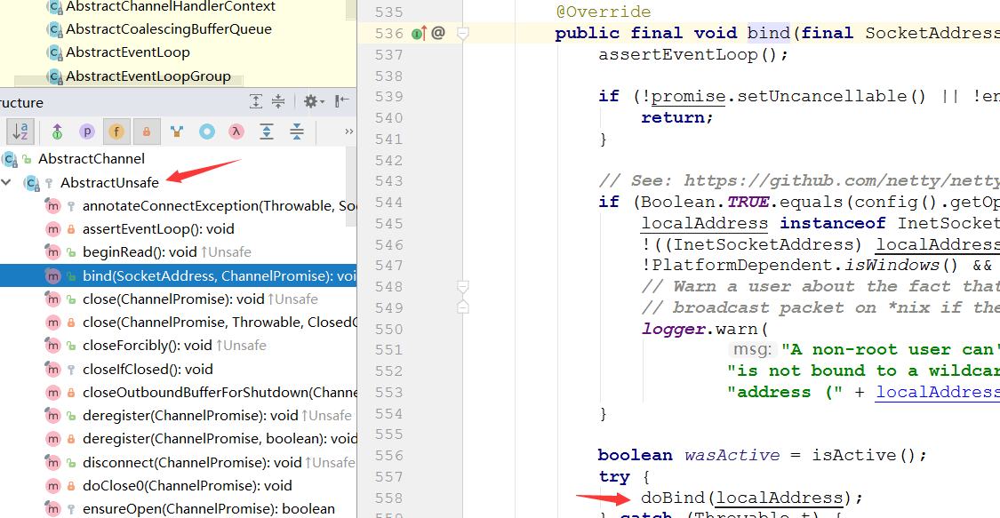 AbstractChannelHandlerContext
AbstractCoalescingBufferQueue
AbstractEventLoop
AbstractEventLoopGroup
ructure
AbstractChannel
AbstractUnsafe
annotateConnectException(Throwable, Soc
assertEventLoop(): void
beginRead(): void ↑Unsafe
bind(SocketAddress, ChannelPromise): voi
close(ChannelPromise): void ↑Unsafe
close(ChannelPromise, Throwable, ClosedC
closeForcibly(): void ↑Unsafe
closeIfClosed(): void
closeOutboundBufferForShutdown(Channe
deregister(ChannelPromise): void ↑Unsafe
deregister(ChannelPromise, boolean): void
disconnect(ChannelPromise): void ↑Unsafe
doClose0(ChannelPromise): void
ensureOpen(ChannelPromise): boolean
535 @Override
536 public final void bind(final SocketAddress
537 assertEventLoop();
538
539 if (!promise.setUncancellable() || !en
540 return;
541 }
542
543 // See: https://github.com/netty/netty
544 if (Boolean.TRUE.equals(config().getOp
545 localAddress instanceof InetSocket
546 !((InetSocketAddress) localAddress
547 !PlatformDependent.isWindows() &&
548 // Warn a user about the fact that
549 // broadcast packet on *nix if the
550 logger.warn(
551 msg: "A non-root user can'
552 "is not bound to a wildcar
553 "address (" + localAddress
554 }
555
556 boolean wasActive = isActive();
557 try {
558 doBind(localAddress);
559 } catch (Throwable t) {